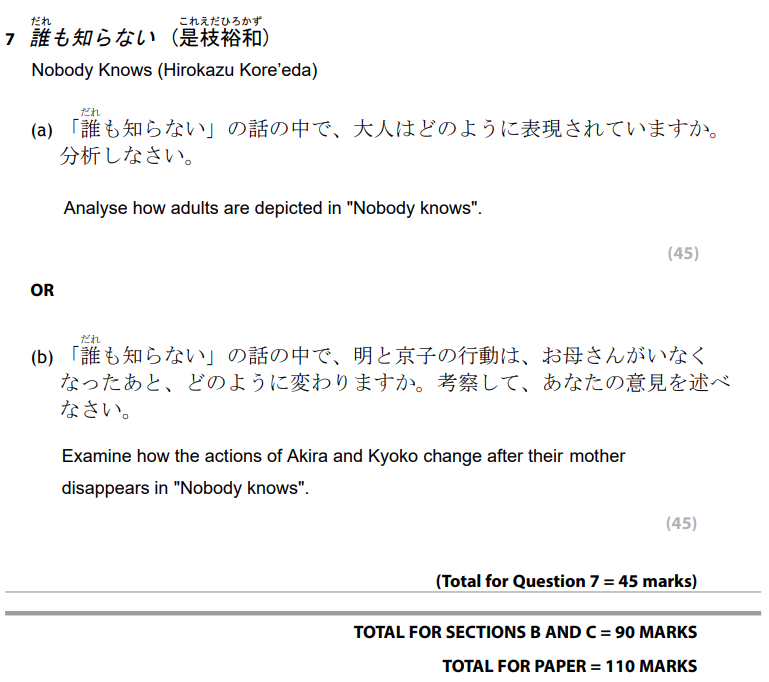 だれ これえだひろかず
7 誰も知らない（是枝裕和）
Nobody Knows (Hirokazu Kore’eda)
だれ
(a) 「誰も知らない」の話の中で、大人はどのように表現されていますか。
分析しなさい。
Analyse how adults are depicted in "Nobody knows".
(45)
OR
だれ
(b) 「誰も知らない」の話の中で、明と京子の行動は、お母さんがいなく
なったあと、どのように変わりますか。考察して、あなたの意見を述べ
なさい。
Examine how the actions of Akira and Kyoko change after their mother
disappears in "Nobody knows".
(45)
(Total for Question 7 = 45 marks)
TOTAL FOR SECTIONS B AND C = 90 MARKS
TOTAL FOR PAPER = 110 MARKS